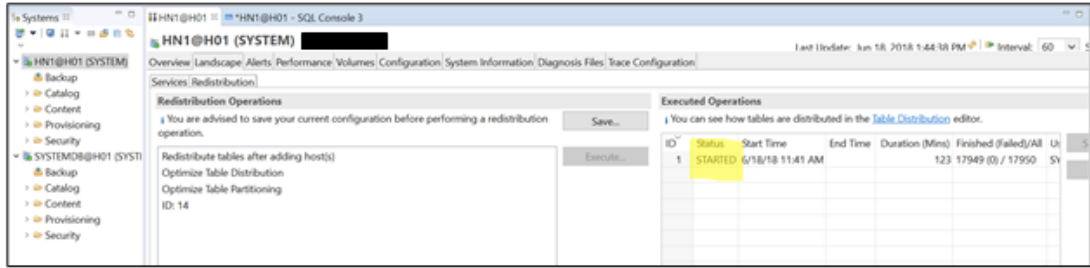 Systems
HN1@H01 *HN1@H01 - SQL Console 3
HN1@H01 (SYSTEM)
Last Update: Jun 18, 2018 1:44:38 PM Interval: 60
HN1@H01 (SYSTEM)
Backup
Catalog
Content
Provisioning
Security
SYSTEMDB@H01 (SYSTI
Backup
Catalog
Content
Provisioning
Security
Overview Landscape Alerts Performance Volumes Configuration System Information Diagnosis Files Trace Configuration
Services Redistribution
Redistribution Operations
You are advised to save your current configuration before performing a redistribution
operation.
Save...
Redistribute tables after adding host(s)
Optimize Table Distribution
Optimize Table Partitioning
ID: 14
Execute...
Executed Operations
You can see how tables are distributed in the Table Distribution editor.
ID Status Start Time End Time Duration (Mins) Finished (Failed)/All
1 STARTED 6/18/18 11:41 AM 123 17949 (0) / 17950